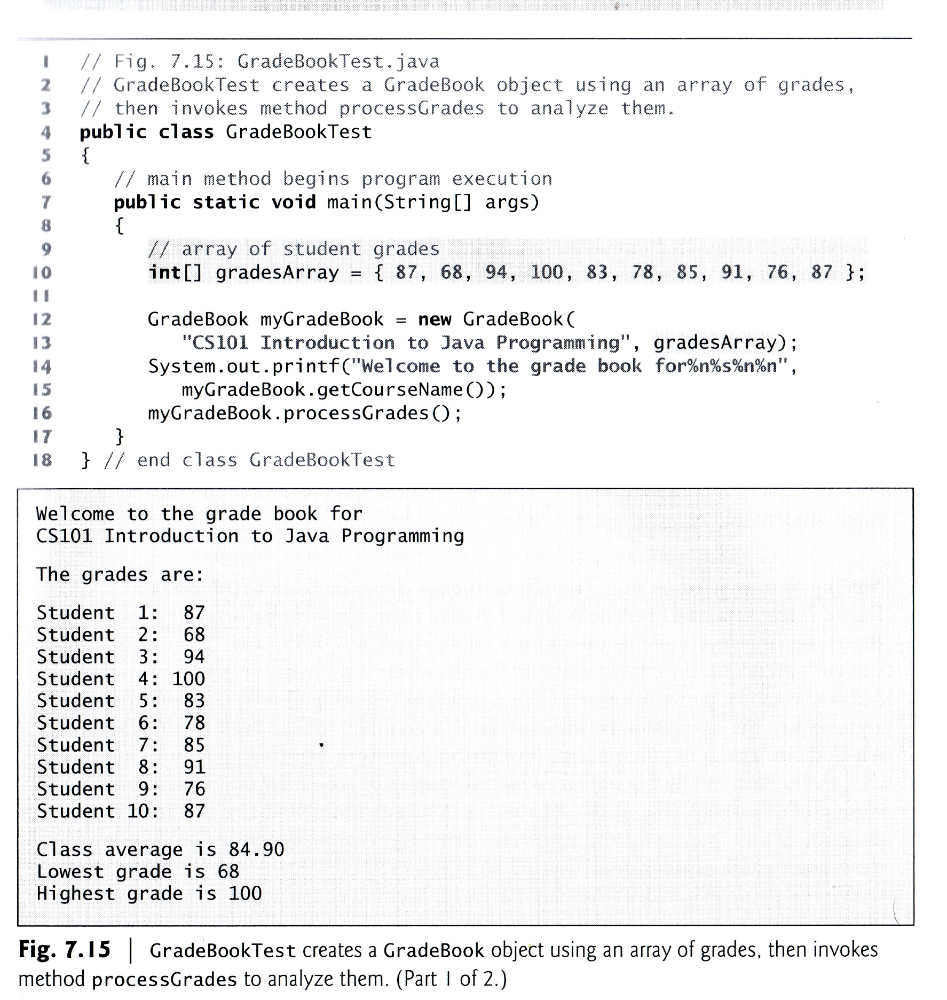 1 // Fig. 7.15: GradeBookTest.java
2 // GradeBookTest creates a GradeBook object using an array of grades,
3 // then invokes method processGrades to analyze them.
4 public class GradeBookTest
5 {
6 // main method begins program execution
7 public static void main(String[] args)
8 {
9 // array of student grades
10 int[] gradesArray = { 87, 68, 94, 100, 83, 78, 85, 91, 76, 87 };
11
12 GradeBook myGradeBook = new GradeBook(
13 "CS101 Introduction to Java Programming", gradesArray);
14 System.out.printf("Welcome to the grade book for%n%s%n%n",
15 myGradeBook.getCourseName());
16 myGradeBook.processGrades();
17 }
18 } // end class GradeBookTest
Welcome to the grade book for
CS101 Introduction to Java Programming
The grades are:
Student 1: 87
Student 2: 68
Student 3: 94
Student 4: 100
Student 5: 83
Student 6: 78
Student 7: 85
Student 8: 91
Student 9: 76
Student 10: 87
Class average is 84.90
Lowest grade is 68
Highest grade is 100
Fig. 7.15 | GradeBookTest creates a GradeBook object using an array of grades, then invokes
method processGrades to analyze them. (Part 1 of 2.)